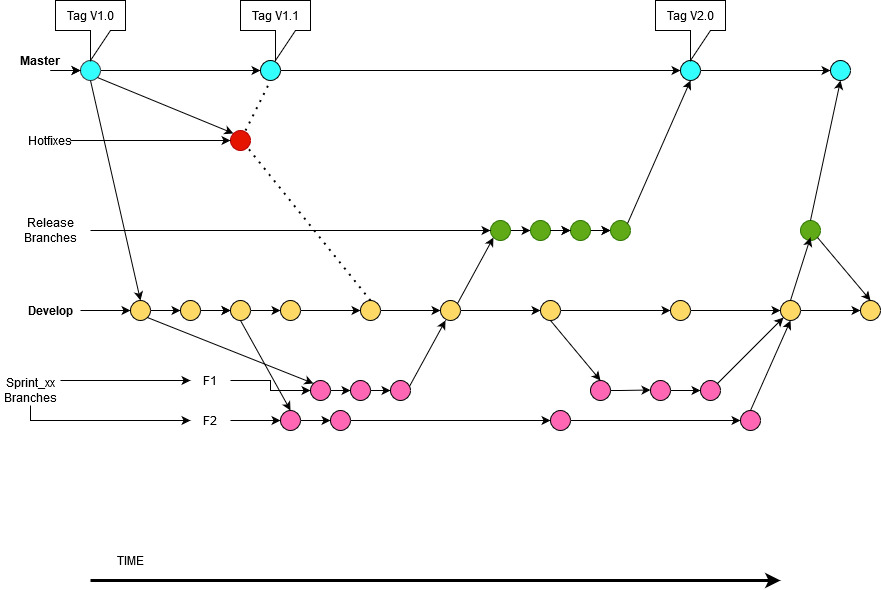 Tag V1.0
Tag V1.1
Tag V2.0
Master
Hotfixes
Release
Branches
Develop
Sprint_xx
Branches
F1
F2
TIME